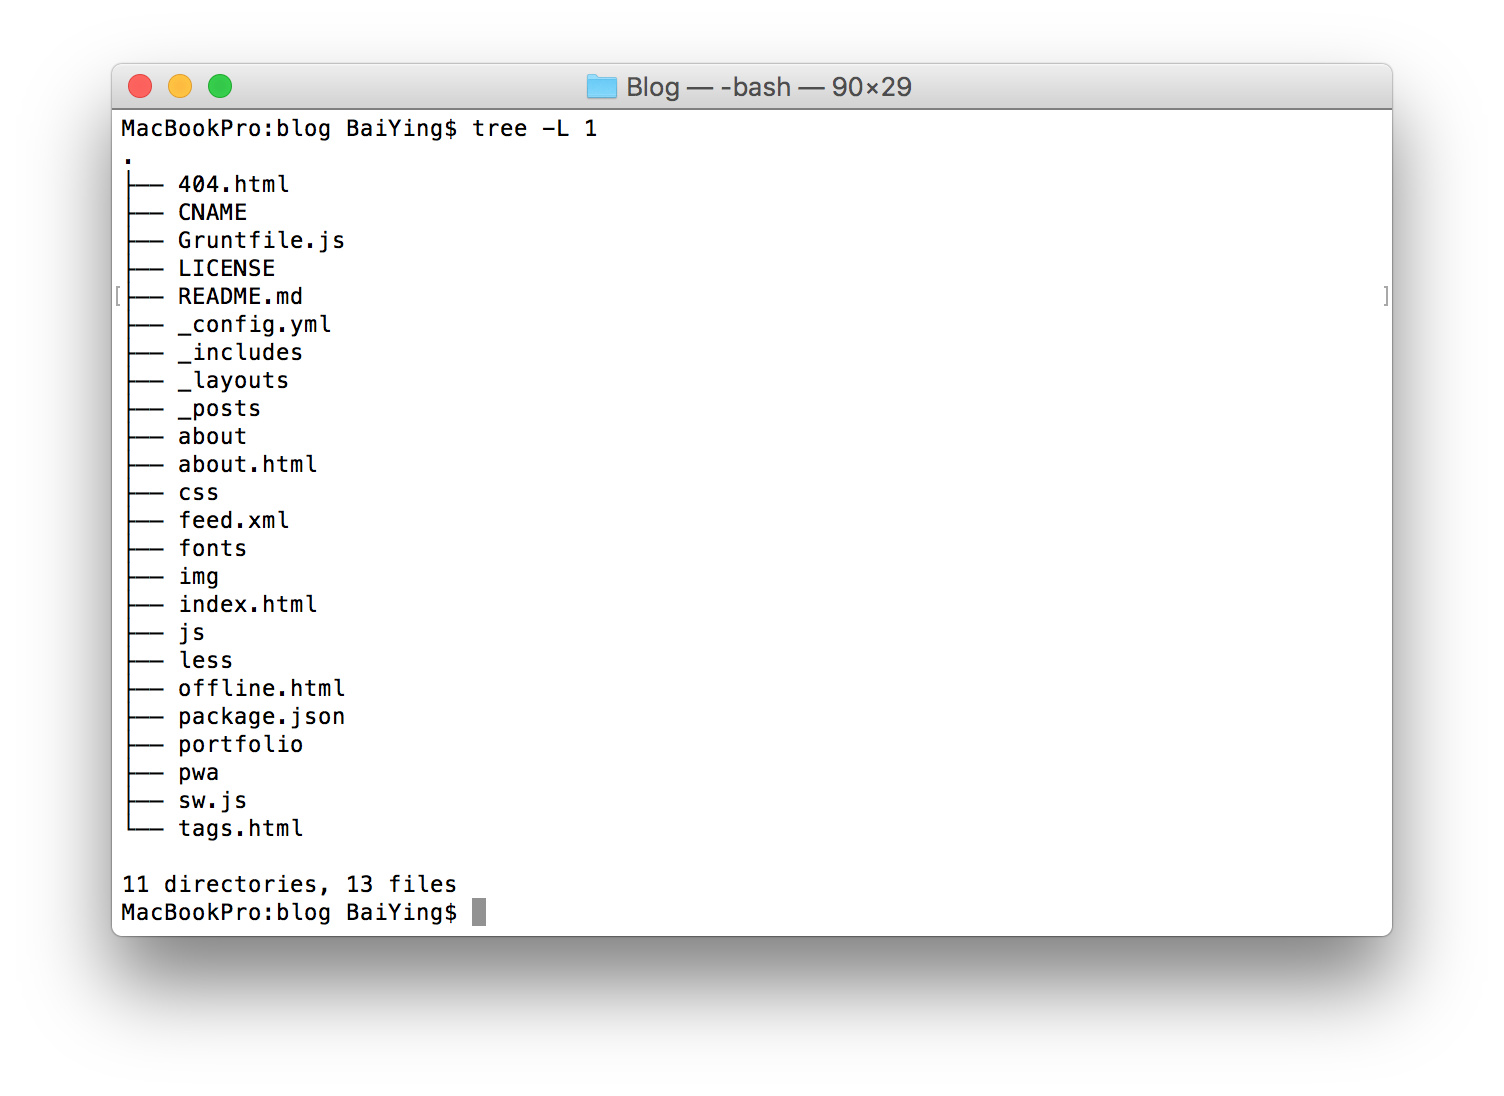 Blog — -bash — 90×29
MacBookPro:blog BaiYing$ tree -L 1
.
├── 404.html
├── CNAME
├── Gruntfile.js
├── LICENSE
├── README.md
├── _config.yml
├── _includes
├── _layouts
├── _posts
├── about
├── about.html
├── css
├── feed.xml
├── fonts
├── img
├── index.html
├── js
├── less
├── offline.html
├── package.json
├── portfolio
├── pwa
├── sw.js
└── tags.html
11 directories, 13 files
MacBookPro:blog BaiYing$